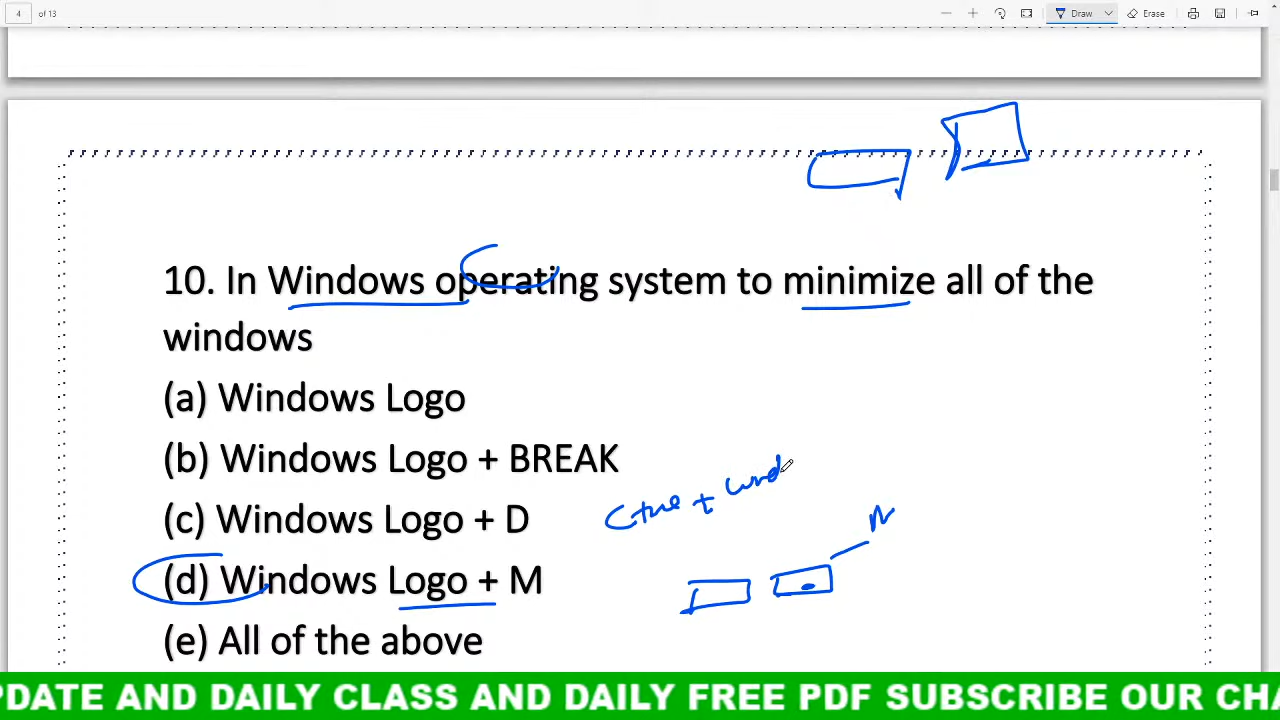 4 of 13
Draw
Erase
10. In Windows operating system to minimize all of the
windows
(a) Windows Logo
(b) Windows Logo + BREAK
(c) Windows Logo + D
(d) Windows Logo + M
(e) All of the above
PDATE AND DAILY CLASS AND DAILY FREE PDF SUBSCRIBE OUR CHA